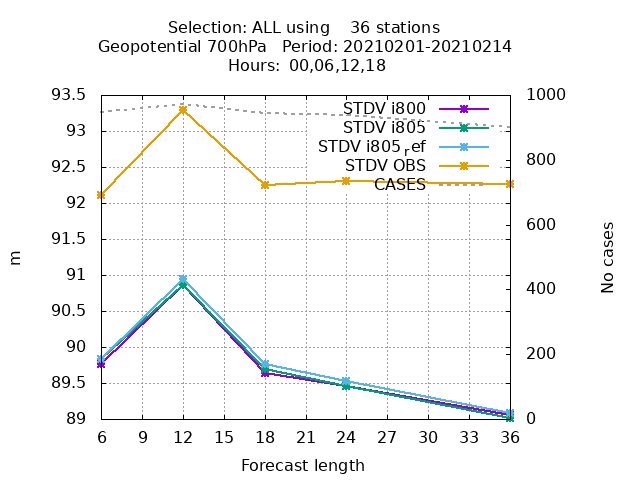 Selection: ALL using    36 stations
Geopotential 700hPa   Period: 20210201-20210214
Hours:  00,06,12,18
93.5
93
92.5
92
91.5
91
90.5
90
89.5
89
m
1000
800
600
400
200
0
No cases
STDV i800
STDV i805
STDV i805 ref
STDV OBS
CASES
6 9 12 15 18 21 24 27 30 33 36
Forecast length